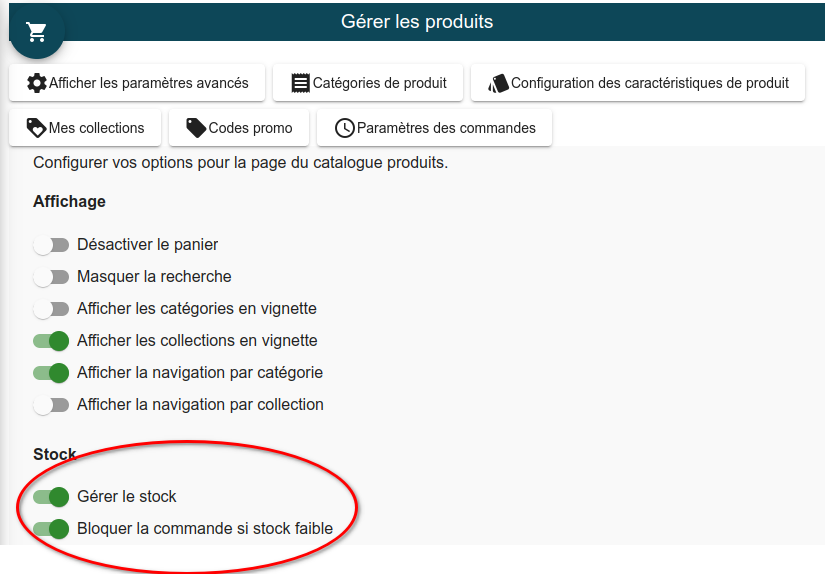 Gérer les produits
Afficher les paramètres avancés
Catégories de produit
Configuration des caractéristiques de produit
Mes collections
Codes promo
Paramètres des commandes
Configurer vos options pour la page du catalogue produits.
Affichage
Désactiver le panier
Masquer la recherche
Afficher les catégories en vignette
Afficher les collections en vignette
Afficher la navigation par catégorie
Afficher la navigation par collection
Stock
Gérer le stock
Bloquer la commande si stock faible